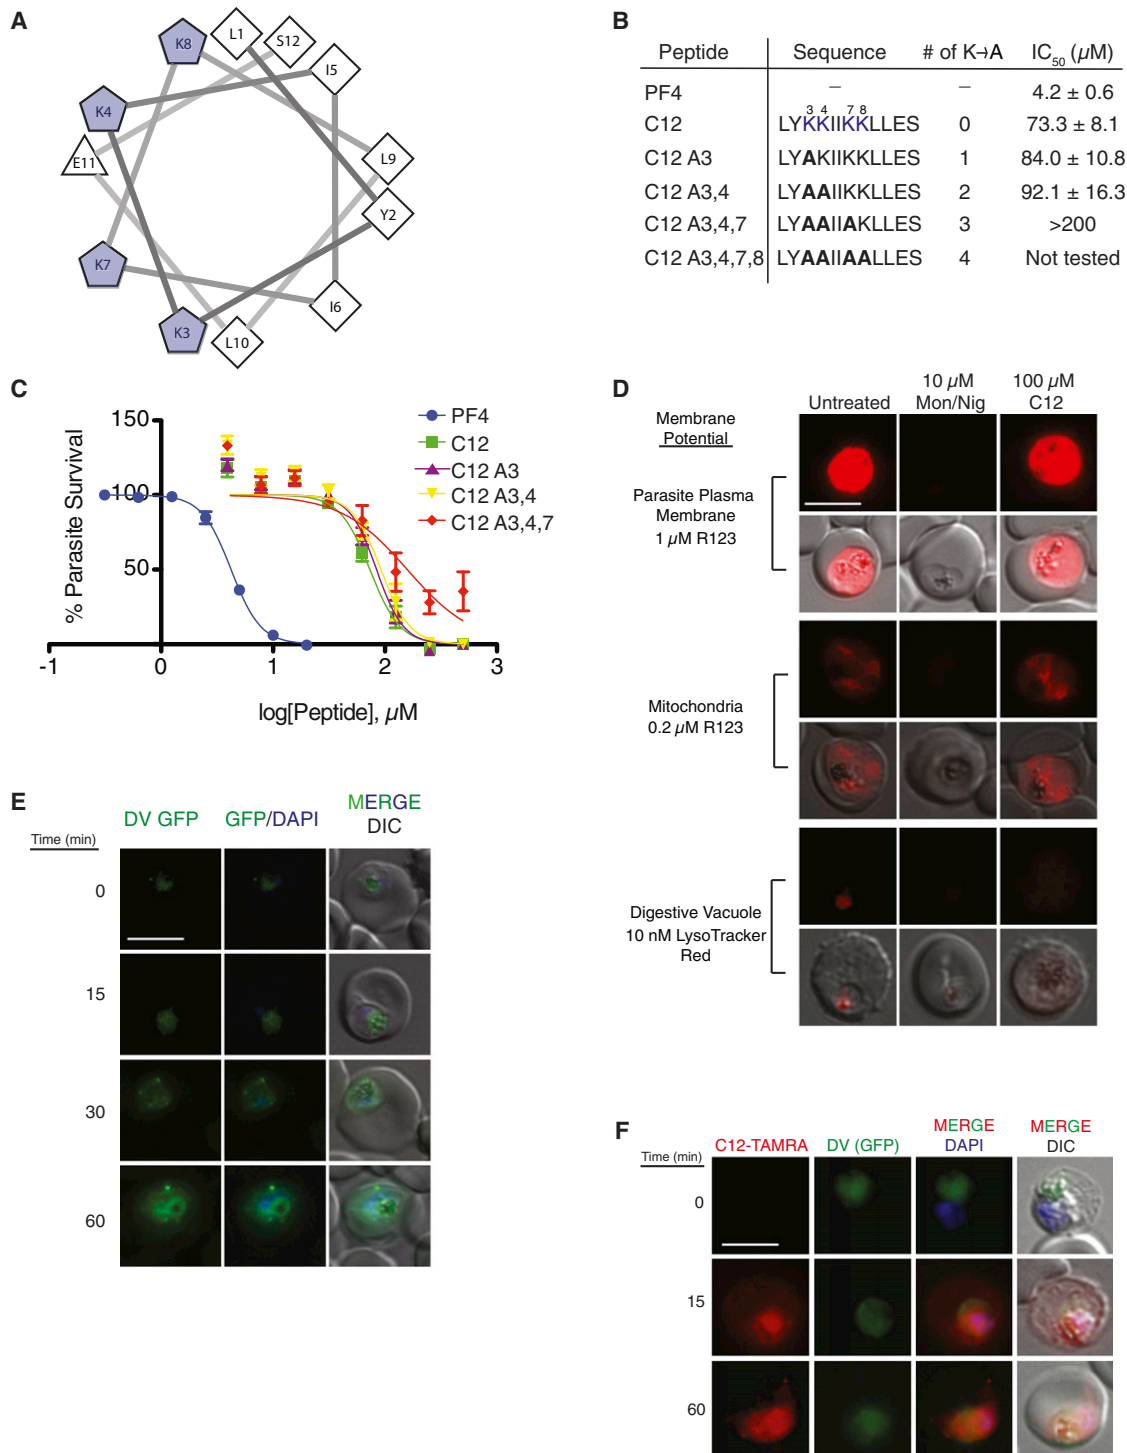 A
K8
L1
S12
I5
K4
E11
L9
Y2
K7
I6
K3
L10
B
Peptide Sequence # of K→A IC50 (µM)
PF4 – – 4.2 ± 0.6
3 4 7 8
C12 LYKKIIKKLLES 0 73.3 ± 8.1
C12 A3 LYAKIIKKLLES 1 84.0 ± 10.8
C12 A3,4 LYAAIIKKLLES 2 92.1 ± 16.3
C12 A3,4,7 LYAAIIAKLLES 3 >200
C12 A3,4,7,8 LYAAIIAALLES 4 Not tested
C
% Parasite Survival
150
100
50
-1 0 1 2 3
log[Peptide], µM
PF4
C12
C12 A3
C12 A3,4
C12 A3,4,7
D
Membrane
Potential
Untreated
10 µM
Mon/Nig
100 µM
C12
Parasite Plasma
Membrane
1 µM R123
Mitochondria
0.2 µM R123
Digestive Vacuole
10 nM LysoTracker
Red
E
DV GFP
GFP/DAPI
MERGE
DIC
Time (min)
0
15
30
60
F
C12-TAMRA
DV (GFP)
MERGE
DAPI
MERGE
DIC
Time (min)
0
15
60